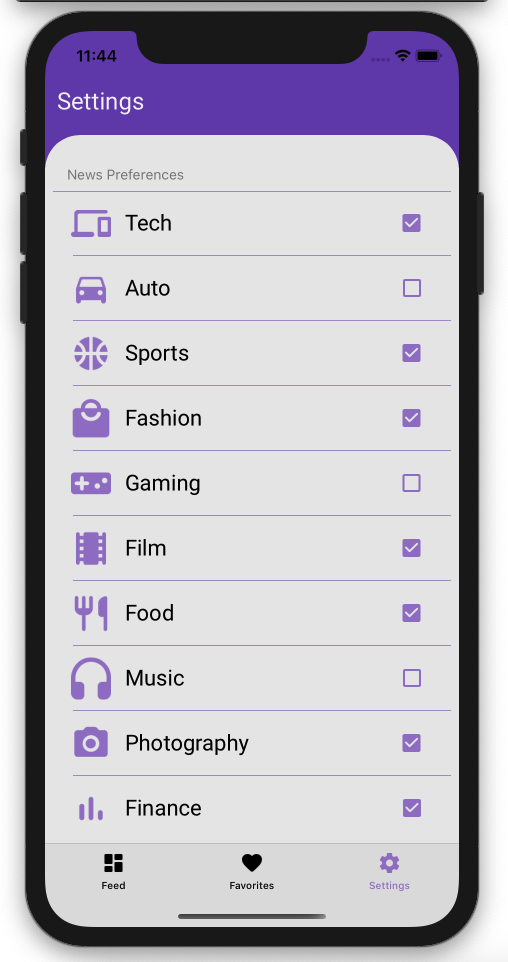 11:44
Settings
News Preferences
Tech
Auto
Sports
Fashion
Gaming
Film
Food
Music
Photography
Finance
Feed
Favorites
Settings